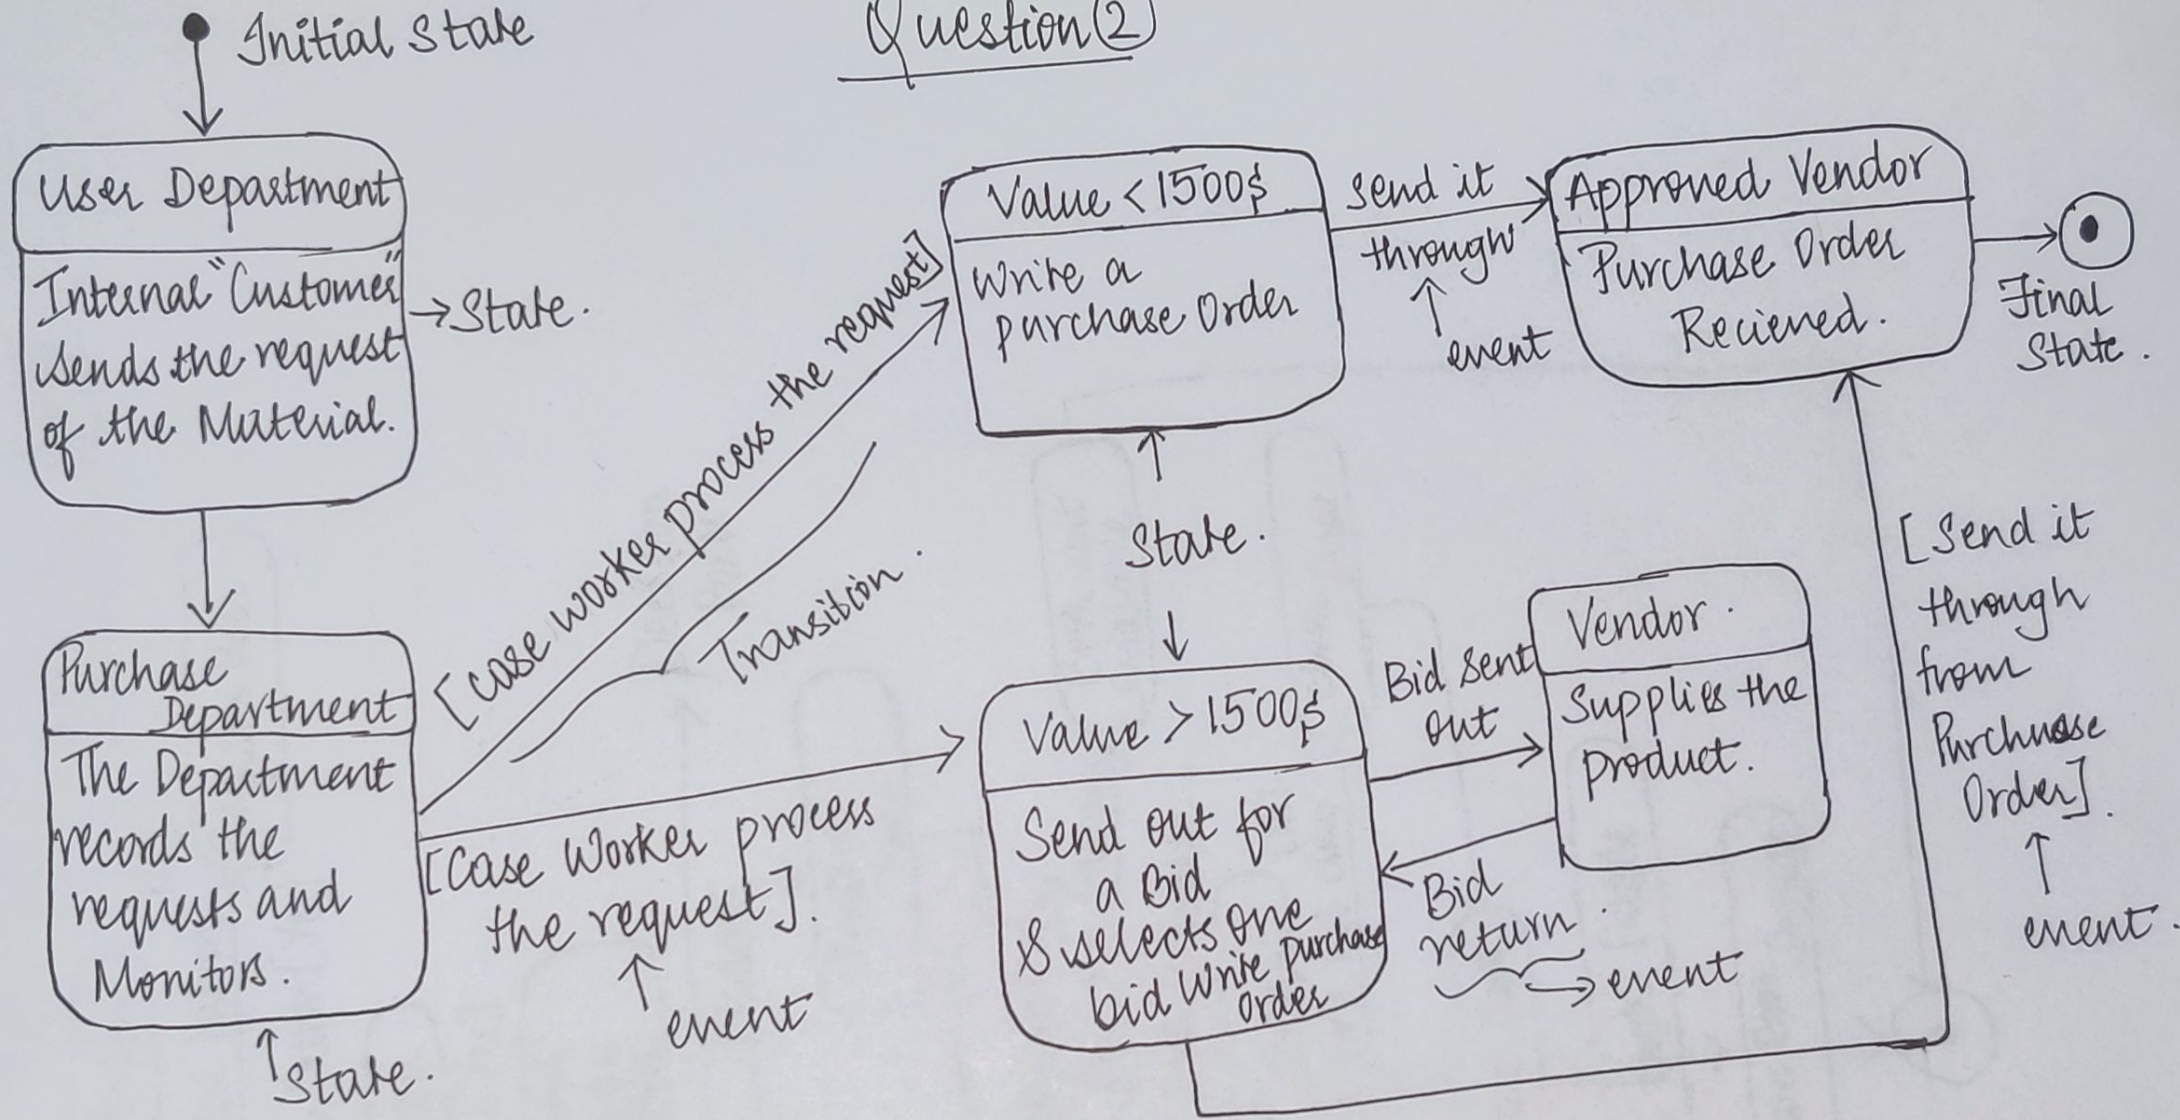 Initial State
Question 2
User Department
Internal "Customer"
sends the request
of the Material.
→ State.
Purchase
Department
The Department
records the
requests and
Monitors.
State.
[Case worker process the request]
Transition.
[Case Worker process
the request].
event
Value < 1500$
Write a
purchase Order
State.
send it
through
event
Approved Vendor
Purchase Order
Recieved.
Final
State.
Value > 1500$
Send out for
a Bid
& selects one
bid Write purchase
order
Bid sent
out
Vendor.
Supplies the
product.
Bid
return.
event
[Send it
through
from
Purchase
Order].
event.